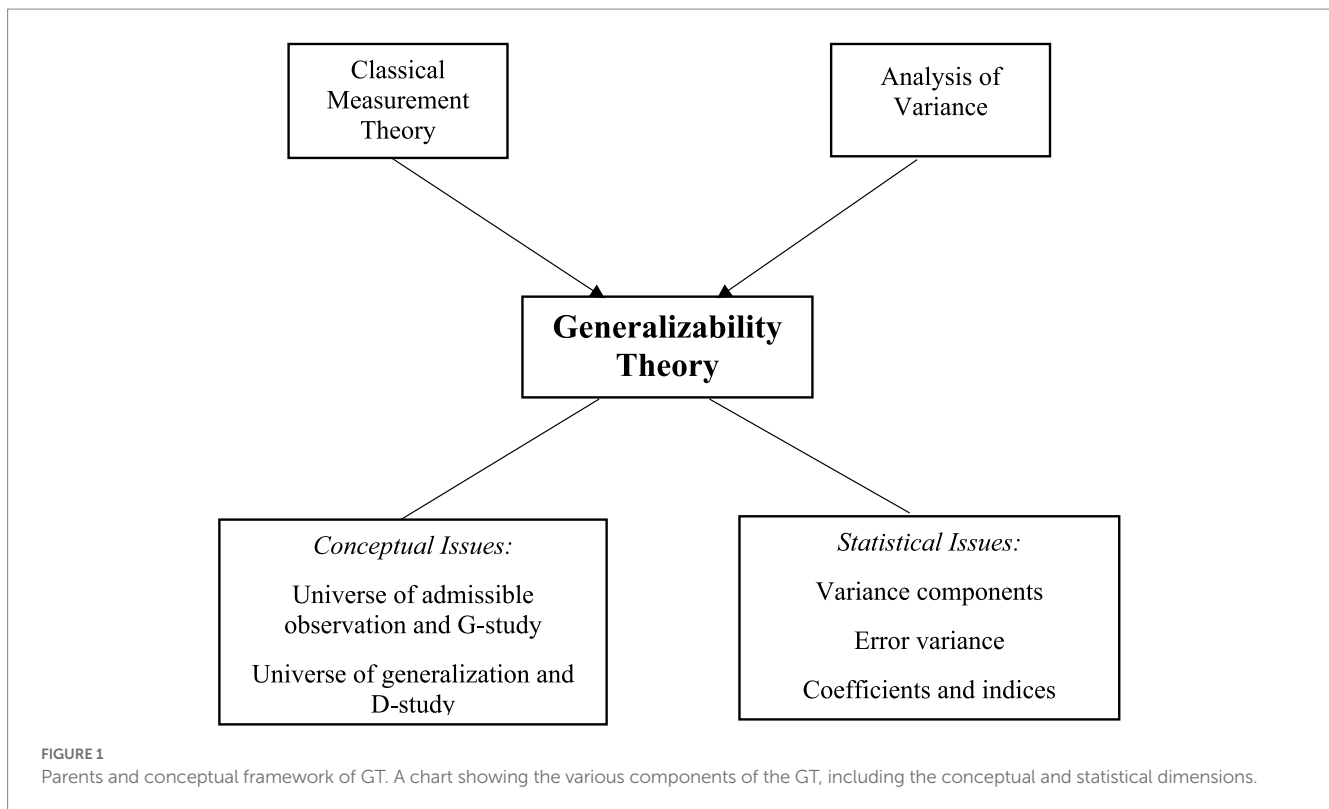 Classical
Measurement
Theory
Analysis of
Variance
Generalizability
Theory
Conceptual Issues:
Universe of admissible
observation and G-study
Universe of generalization and
D-study
Statistical Issues:
Variance components
Error variance
Coefficients and indices
FIGURE 1
Parents and conceptual framework of GT. A chart showing the various components of the GT, including the conceptual and statistical dimensions.